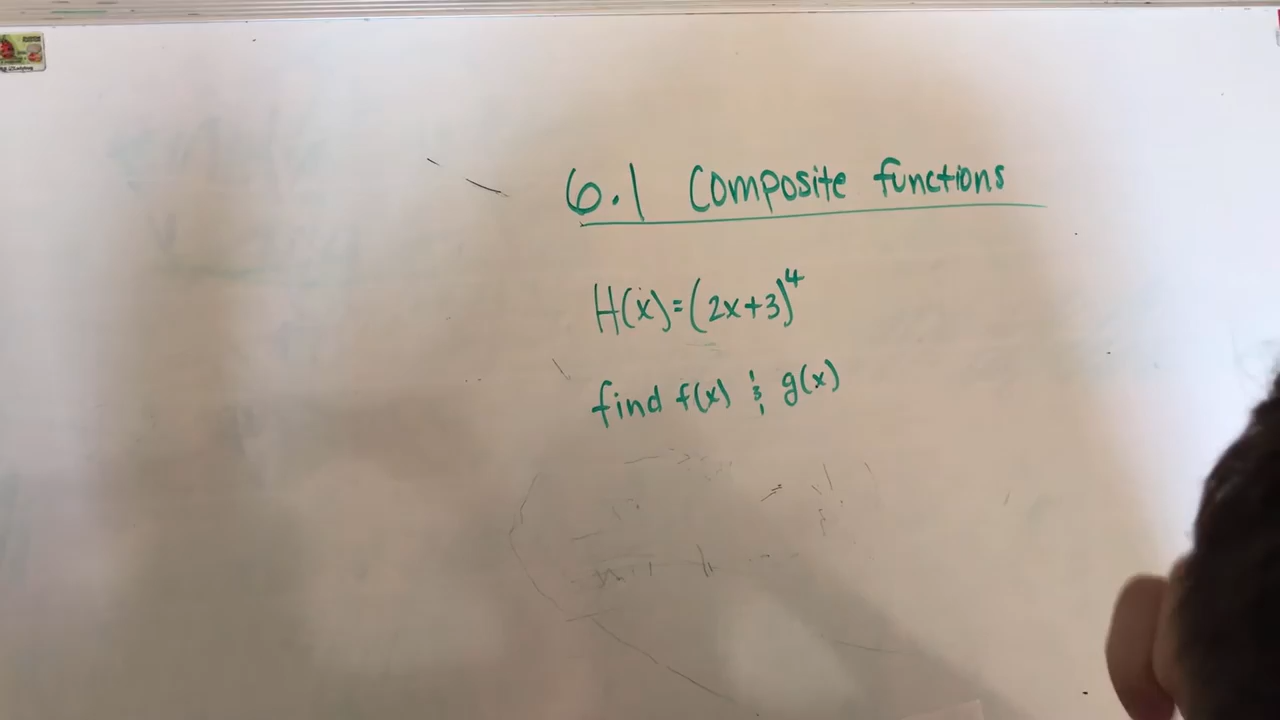 6.1 Composite functions
H(x)=(2x+3)⁴
find f(x) & g(x)